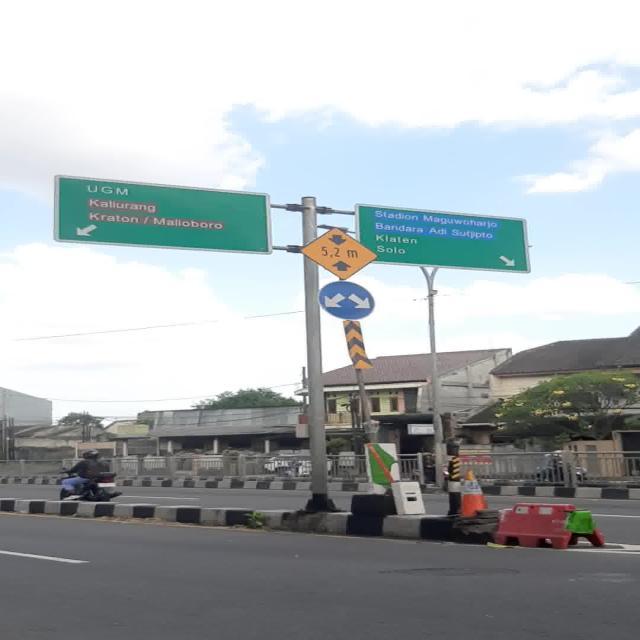 UGM
Kaliurang
Kraton / Malioboro
5,2 m
Stadion Maguwoharjo
Bandara Adi Sutjipto
Klaten
Solo